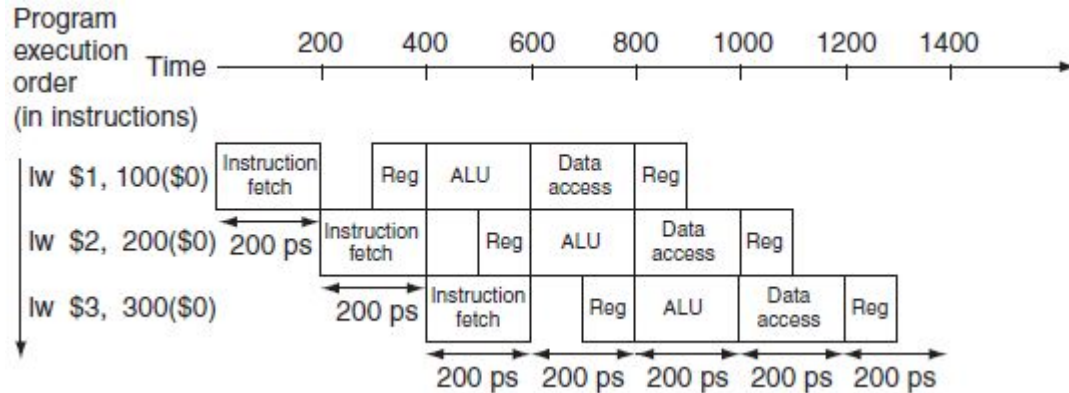 Program
execution
order
(in instructions)
Time
200 400 600 800 1000 1200 1400
lw $1, 100($0)
Instruction fetch
Reg
ALU
Data access
Reg
200 ps
lw $2, 200($0)
Instruction fetch
Reg
ALU
Data access
Reg
200 ps
lw $3, 300($0)
Instruction fetch
Reg
ALU
Data access
Reg
200 ps 200 ps 200 ps 200 ps 200 ps